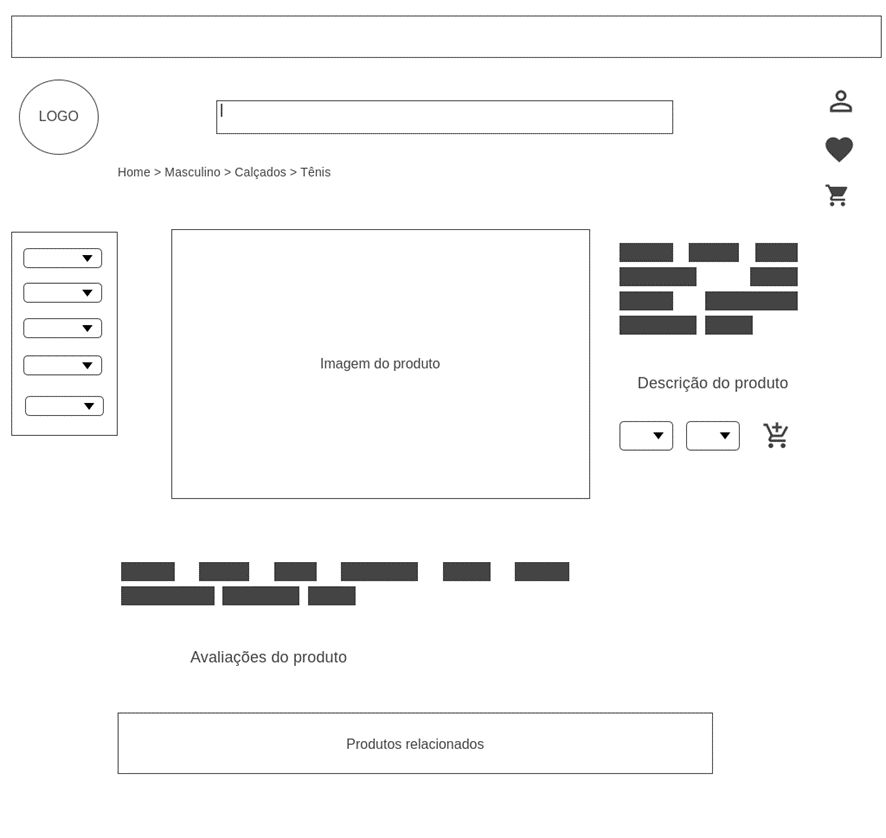 LOGO
Home > Masculino > Calçados > Tênis
Imagem do produto
Descrição do produto
Avaliações do produto
Produtos relacionados